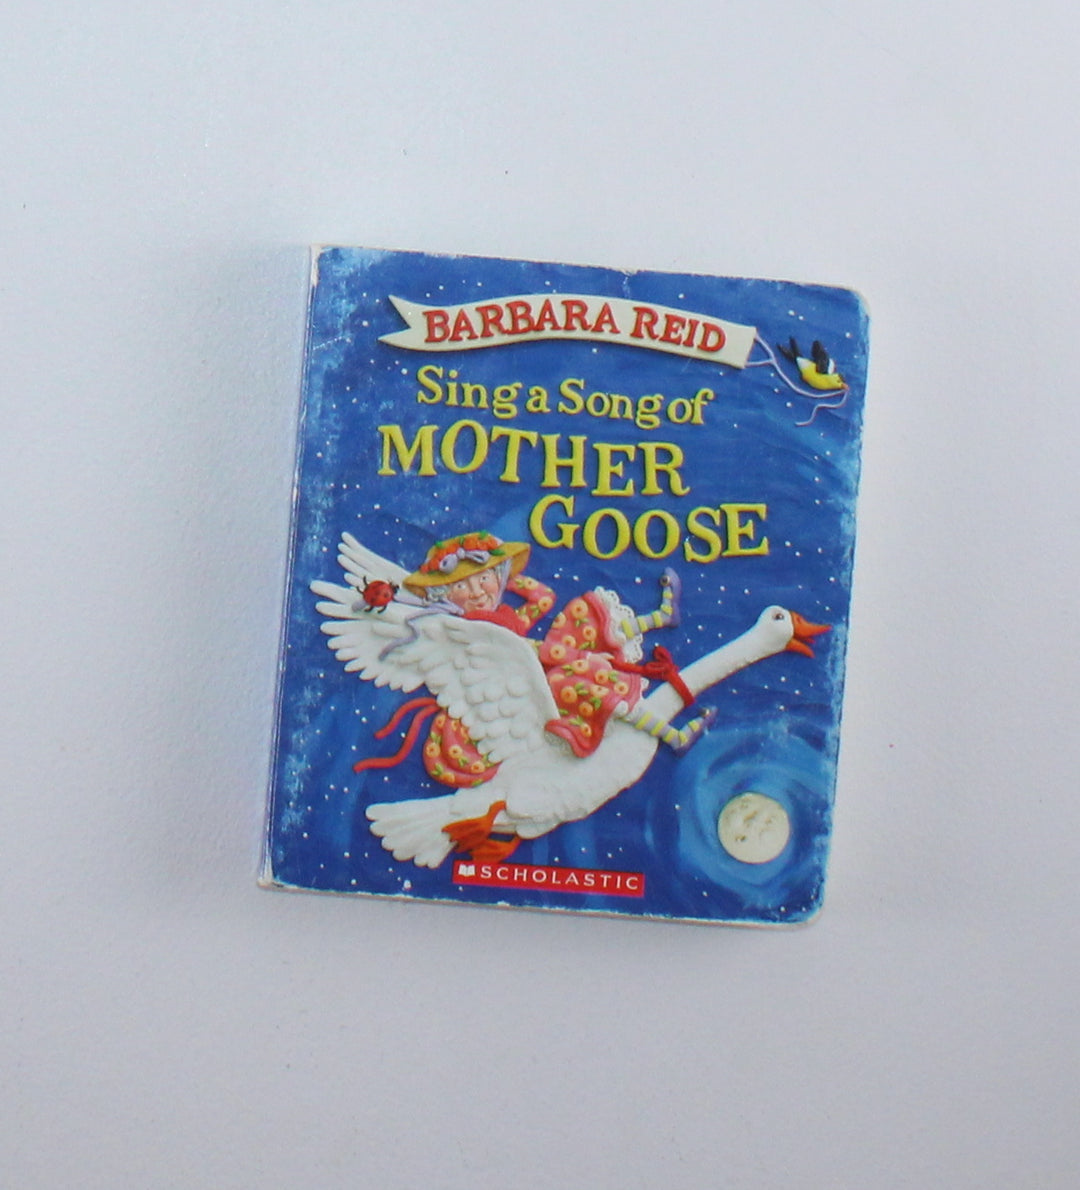 BARBARA REID
Sing a Song of
MOTHER
GOOSE
SCHOLASTIC